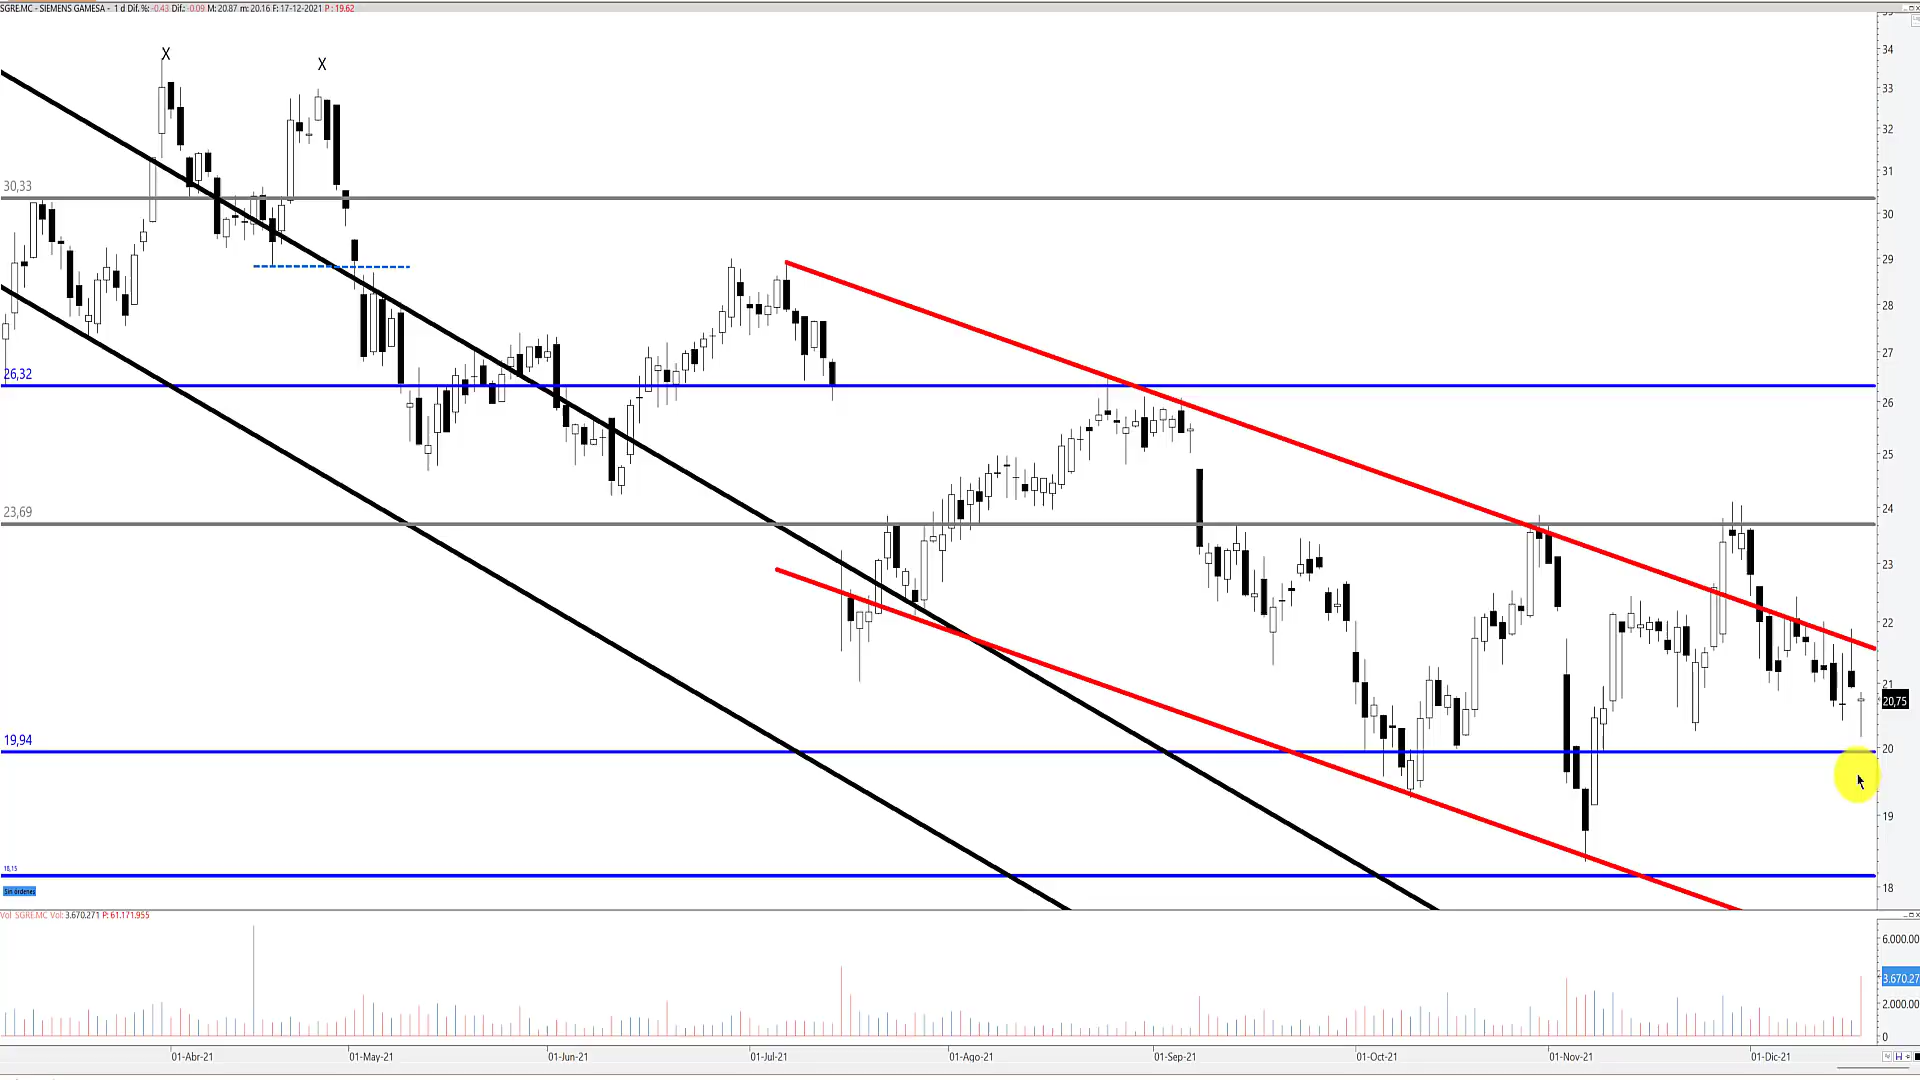 SGRE.MC - SIEMENS GAMESA - 1 d Dif. %: -0.43 Dif.: -0.09 M: 20.87 m: 20.16 F: 17-12-2021 P : 19.62
X
X
34
33
32
31
30,33
30
29
28
27
26,32
26
25
24
23,69
23
22
21
20,75
19,94
20
19
18,15
Sin órdenes
18
Vol SGRE.MC Vol: 3.670.271 P: 61.171.955
6.000.00
3.670.27
2.000.00
0
01-Abr-21
01-May-21
01-Jun-21
01-Jul-21
01-Ago-21
01-Sep-21
01-Oct-21
01-Nov-21
01-Dic-21